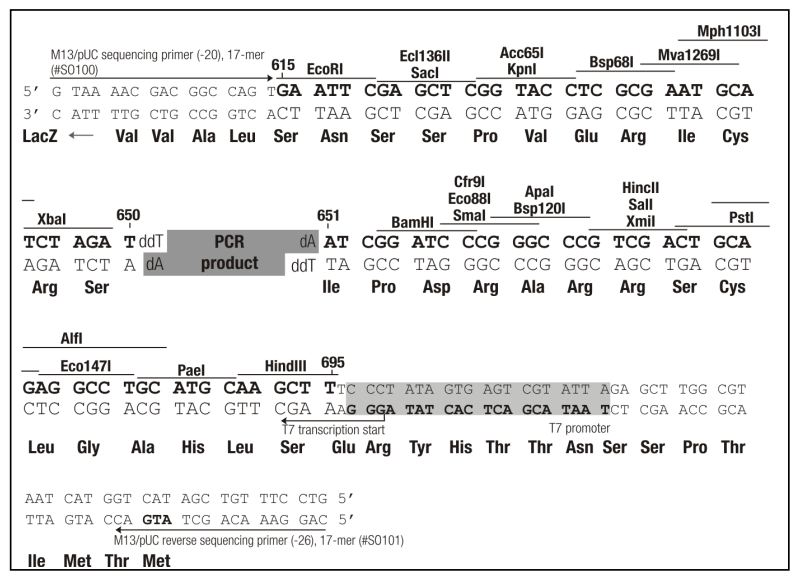 Mph1103I
M13/pUC sequencing primer (-20), 17-mer
(#SO100)
615
EcoRI
Ecl136II
SacI
Acc65I
KpnI
Bsp68I
Mva1269I
5′ G TAA AAC GAC GGC CAG TGA ATT CGA GCT CGG TAC CTC GCG AAT GCA
3′ C ATT TTG CTG CCG GTC ACT TAA GCT CGA GCC ATG GAG CGC TTA CGT
LacZ Val Val Ala Leu Ser Asn Ser Ser Pro Val Glu Arg Ile Cys
XbaI
650
651
BamHI
Cfr9I
Eco88I
SmaI
ApaI
Bsp120I
HincII
SalI
XmiI
PstI
TCT AGA T ddT PCR dA AT CGG ATC CCG GGC CCG TCG ACT GCA
AGA TCT A dA product ddT TA GCC TAG GGC CCG GGC AGC TGA CGT
Arg Ser Ile Pro Asp Arg Ala Arg Arg Ser Cys
AlfI
Eco147I
PaeI
HindIII
695
GAG GCC TGC ATG CAA GCT TTC CCT ATA GTG AGT CGT ATTA GA GCT TGG CGT
CTC CGG ACG TAC GTT CGA AAG GGA TAT CAC TCA GCA TAAT CT CGA ACC GCA
T7 transcription start
T7 promoter
Leu Gly Ala His Leu Ser Glu Arg Tyr His Thr Thr Asn Ser Ser Pro Thr
AAT CAT GGT CAT AGC TGT TTC CTG 5′
TTA GTA CCA GTA TCG ACA AAG GAC 5′
M13/pUC reverse sequencing primer (-26), 17-mer (#SO101)
Ile Met Thr Met